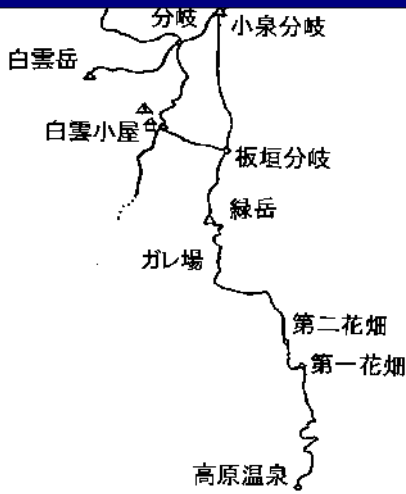 分岐
小泉分岐
白雲岳
白雲小屋
板垣分岐
緑岳
ガレ場
第二花畑
第一花畑
高原温泉